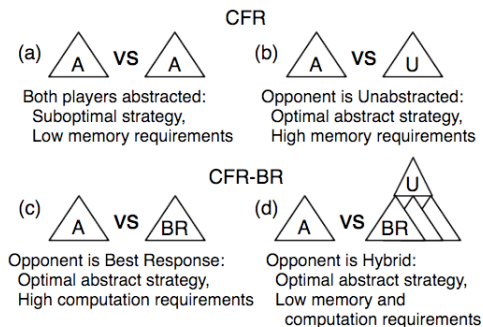 CFR
(a) A VS A
Both players abstracted:
Suboptimal strategy,
Low memory requirements
(b) A VS U
Opponent is Unabstracted:
Optimal abstract strategy,
High memory requirements
CFR-BR
(c) A VS BR
Opponent is Best Response:
Optimal abstract strategy,
High computation requirements
(d) A VS U BR
Opponent is Hybrid:
Optimal abstract strategy,
Low memory and
computation requirements